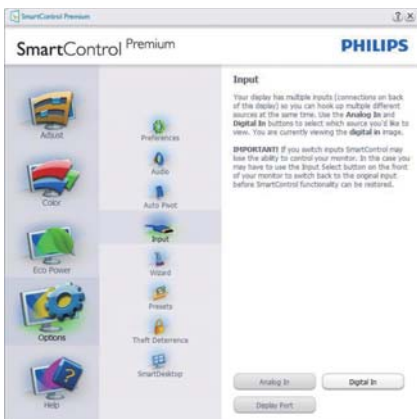 SmartControl Premium
SmartControl Premium
PHILIPS
Adjust
Color
Eco Power
Options
Help
Preferences
Audio
Auto Pivot
Input
Wizard
Presets
Theft Deterrence
SmartDesktop
Input
Your display has multiple inputs (connections on back
of the display) so you can hook up multiple different
sources at the same time. Use the Analog In and
Digital In buttons to select which source you'd like to
view. You are currently viewing the digital in image.
IMPORTANT! If you switch inputs SmartControl may
lose the ability to control your monitor. In this case you
may have to use the Input Select button on the front
of your monitor to switch back to the original input
before SmartControl functionality can be restored.
Analog In
Digital In
Display Port